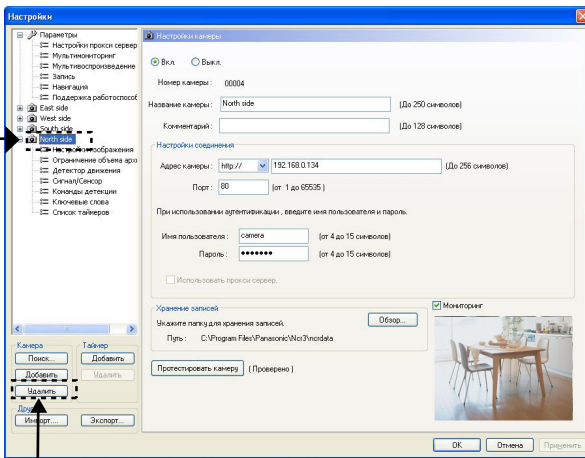 Настройки
Параметры
Настройки прокси сервер
Мультимониторинг
Мультивоспроизведение
Запись
Навигация
Поддержка работоспособ
East side
West side
South side
North side
Настройки изображения
Ограничение объема архи
Детектор движения
Сигнал/Сенсор
Команды детекции
Ключевые слова
Список таймеров
Камера
Таймер
Поиск...
Добавить
Добавить
Удалить
Удалить
Импорт...
Экспорт...
Настройки камеры
Вкл. Выкл.
Номер камеры : 00004
Название камеры : North side (До 250 символов)
Комментарий : (До 128 символов)
Настройки соединения
Адрес камеры : http:// 192.168.0.134 (До 256 символов)
Порт : 80 (от 1 до 65535 )
При использовании аутентификации , введите имя пользователя и пароль.
Имя пользователя : camera (от 4 до 15 символов)
Пароль : ●●●●●●● (от 4 до 15 символов)
Использовать прокси сервер.
Хранение записей
Укажите папку для хранения записей.
Обзор...
Путь : C:\Program Files\Panasonic\Ncr3\ncrdata
Протестировать камеру ( Проверено )
Мониторинг
OK Отмена Применить